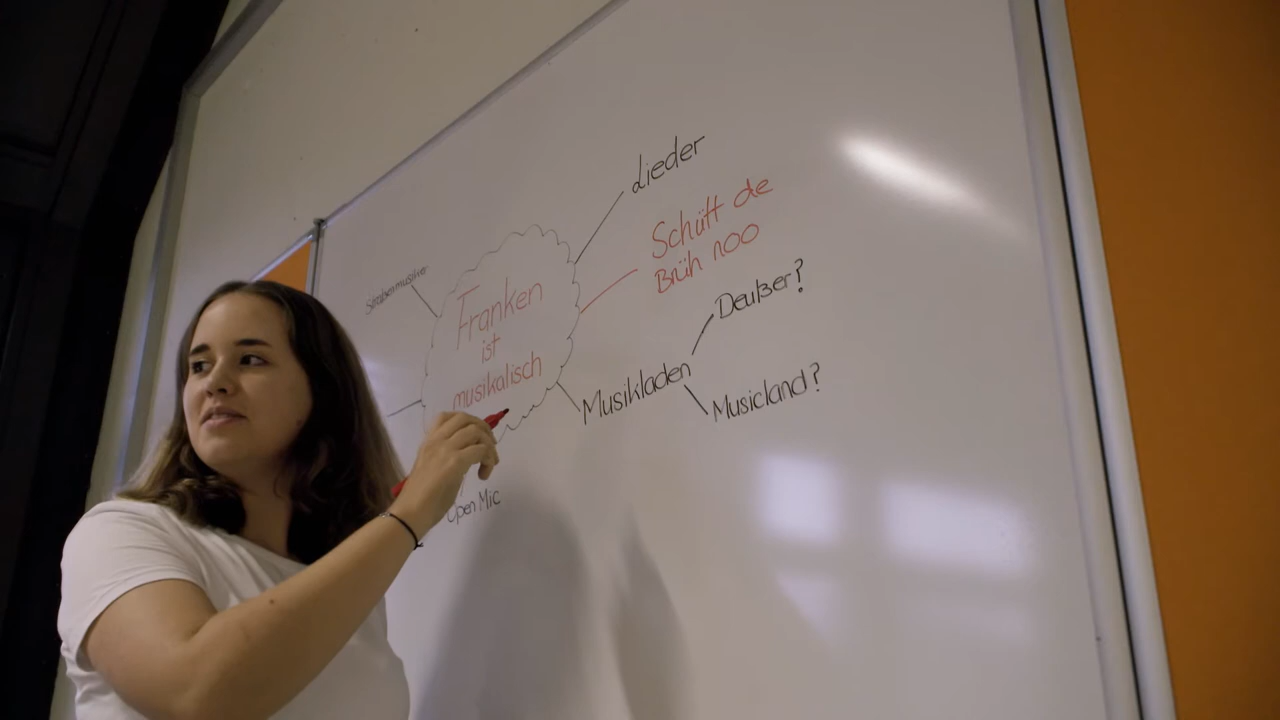 Lieder
Schütt de
Brüh noo
Deußer?
Straßenmusiker
Franken
ist
musikalisch
Musikladen
Musicland?
Open Mic